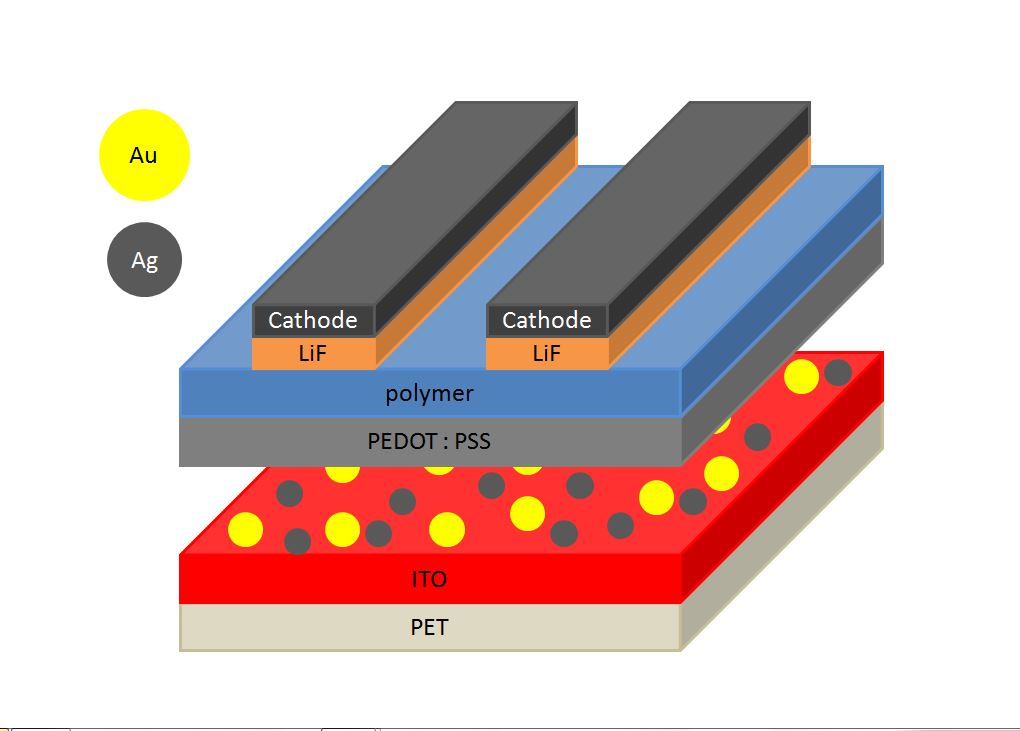 Au
Ag
Cathode
Cathode
LiF
LiF
polymer
PEDOT : PSS
ITO
PET